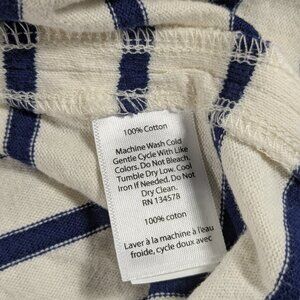 100% Cotton
Machine Wash Cold
Gentle Cycle With Like
Colors. Do Not Bleach.
Tumble Dry Low. Cool
Iron If Needed. Do Not
Dry Clean.
RN 134578
100% coton
Laver à la machine à l'eau
froide, cycle doux avec